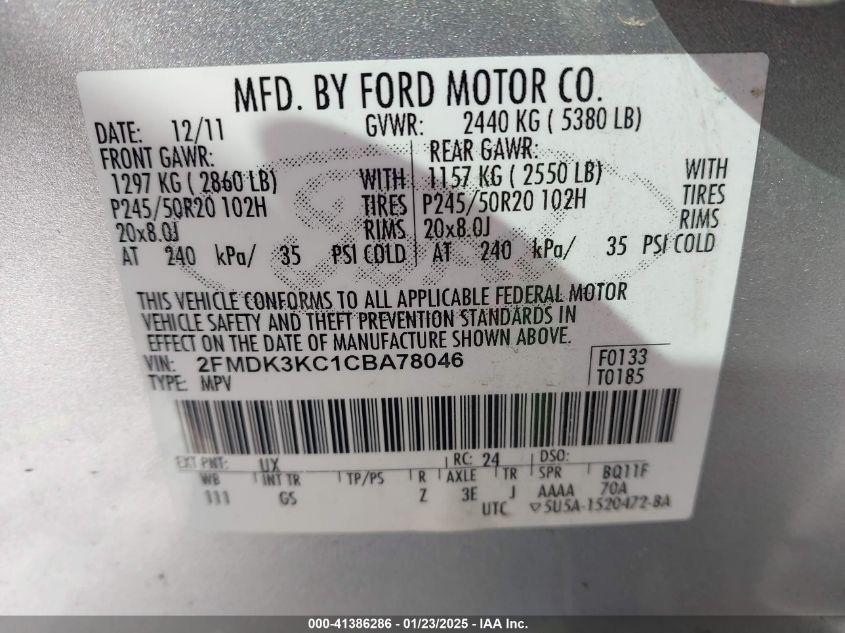 MFD. BY FORD MOTOR CO.
DATE: 12/11 GVWR: 2440 KG ( 5380 LB)
FRONT GAWR: REAR GAWR:
1297 KG ( 2860 LB) WITH 1157 KG ( 2550 LB) WITH
P245/50R20 102H TIRES P245/50R20 102H TIRES
20x8.0J RIMS 20x8.0J RIMS
AT 240 kPa/ 35 PSI COLD AT 240 kPa/ 35 PSI COLD
THIS VEHICLE CONFORMS TO ALL APPLICABLE FEDERAL MOTOR
VEHICLE SAFETY AND THEFT PREVENTION STANDARDS IN
EFFECT ON THE DATE OF MANUFACTURE SHOWN ABOVE.
VIN: 2FMDK3KC1CBA78046 F0133
TYPE: MPV T0185
EXT PNT: UX RC: 24 DSO:
WB INT TR TP/PS R AXLE TR SPR BQ11F
111 GS Z 3E J AAAA 70A
UTC ▽5U5A-1520472-BA
000-41386286 / 01/23/2025 - IAA Inc.